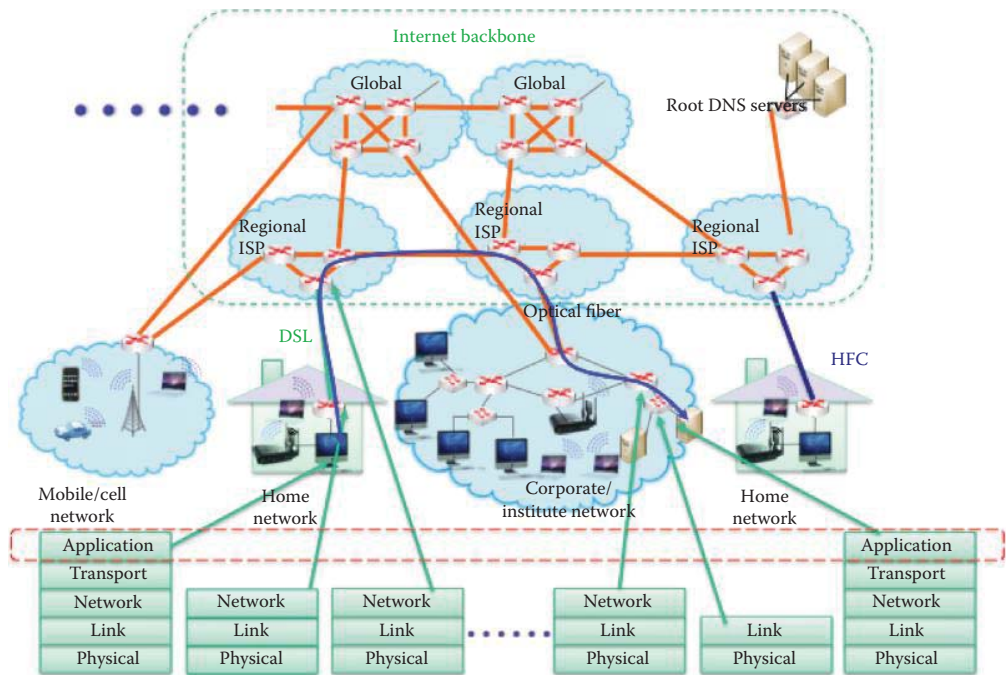 Internet backbone
Global
Global
Root DNS servers
Regional
ISP
Regional
ISP
Regional
ISP
Optical fiber
DSL
HFC
Mobile/cell
network
Home
network
Corporate/
institute network
Home
network
Application
Transport
Network
Link
Physical
Network
Link
Physical
Network
Link
Physical
Network
Link
Physical
Link
Physical
Application
Transport
Network
Link
Physical